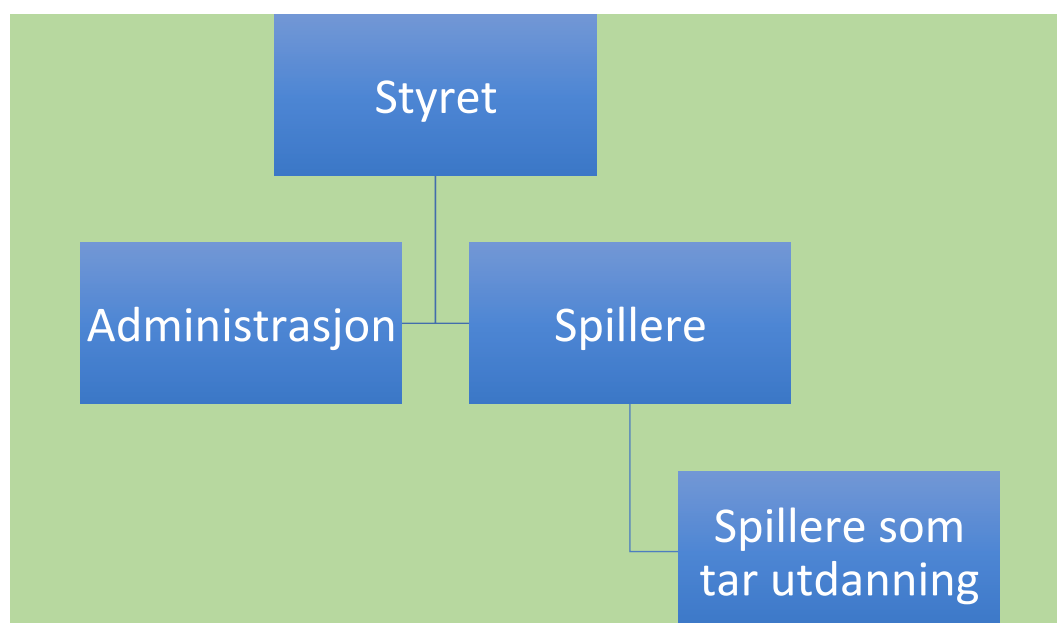 Styret
Administrasjon
Spillere
Spillere som
tar utdanning